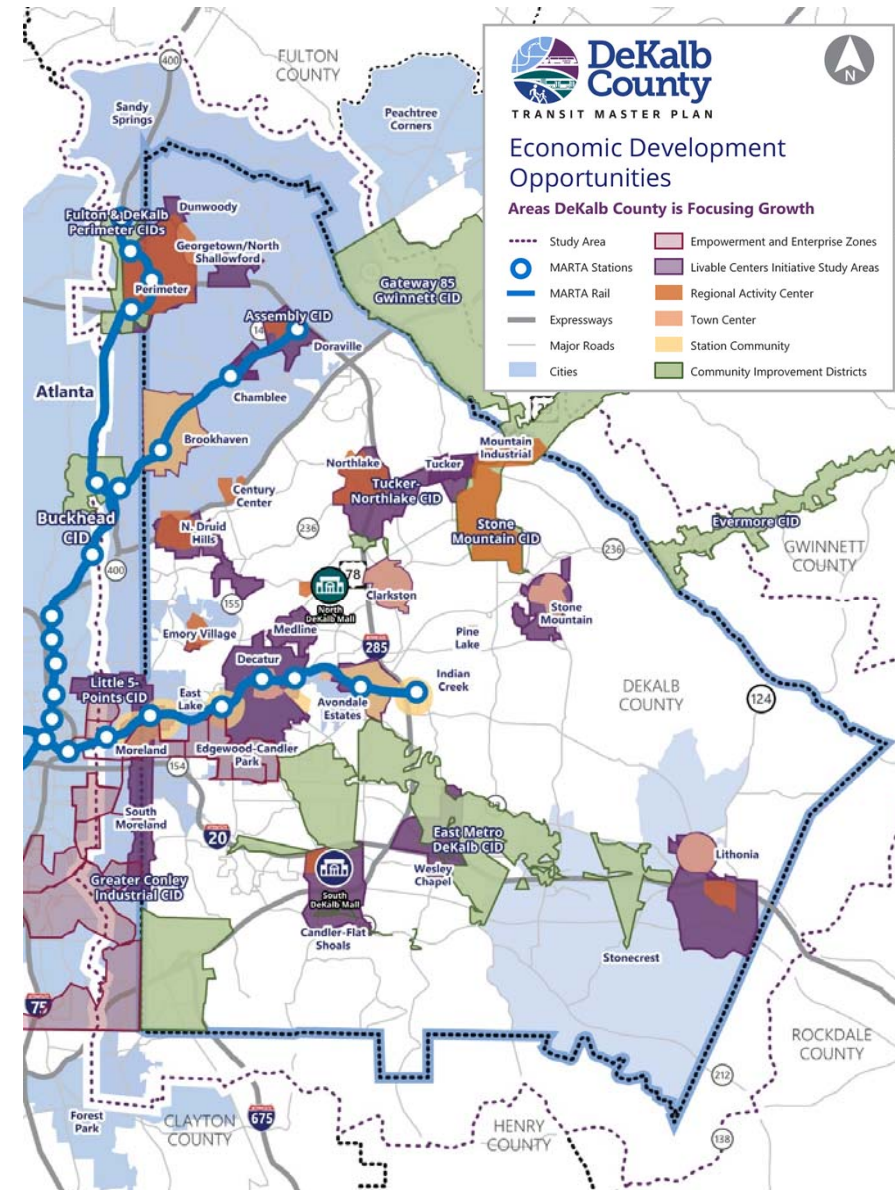 DeKalb
County
TRANSIT MASTER PLAN
N
Economic Development
Opportunities
Areas DeKalb County is Focusing Growth
Study Area
MARTA Stations
MARTA Rail
Expressways
Major Roads
Cities
Empowerment and Enterprise Zones
Livable Centers Initiative Study Areas
Regional Activity Center
Town Center
Station Community
Community Improvement Districts
400
FULTON
COUNTY
Sandy
Springs
Peachtree
Corners
Dunwoody
Fulton & DeKalb
Perimeter CIDs
Georgetown/North
Shallowford
Perimeter
Gateway 85
Gwinnett CID
Assembly CID
14
Doraville
Chamblee
Atlanta
Brookhaven
Mountain
Industrial
Northlake
Tucker
Tucker-
Northlake CID
Century
Center
Buckhead
CID
N. Druid
Hills
236
Stone
Mountain CID
Evermore CID
236
GWINNETT
COUNTY
400
78
North
DeKalb Mall
Clarkston
155
Stone
Mountain
Emory Village
Medline
285
Pine
Lake
Decatur
Indian
Creek
Little 5-
Points CID
East
Lake
Avondale
Estates
DEKALB
COUNTY
124
Moreland
Edgewood-Candler
Park
154
South
Moreland
20
East Metro
DeKalb CID
Wesley
Chapel
Lithonia
Greater Conley
Industrial CID
South
DeKalb Mall
Candler-Flat
Shoals
Stonecrest
75
ROCKDALE
COUNTY
212
Forest
Park
CLAYTON
COUNTY
675
HENRY
COUNTY
138